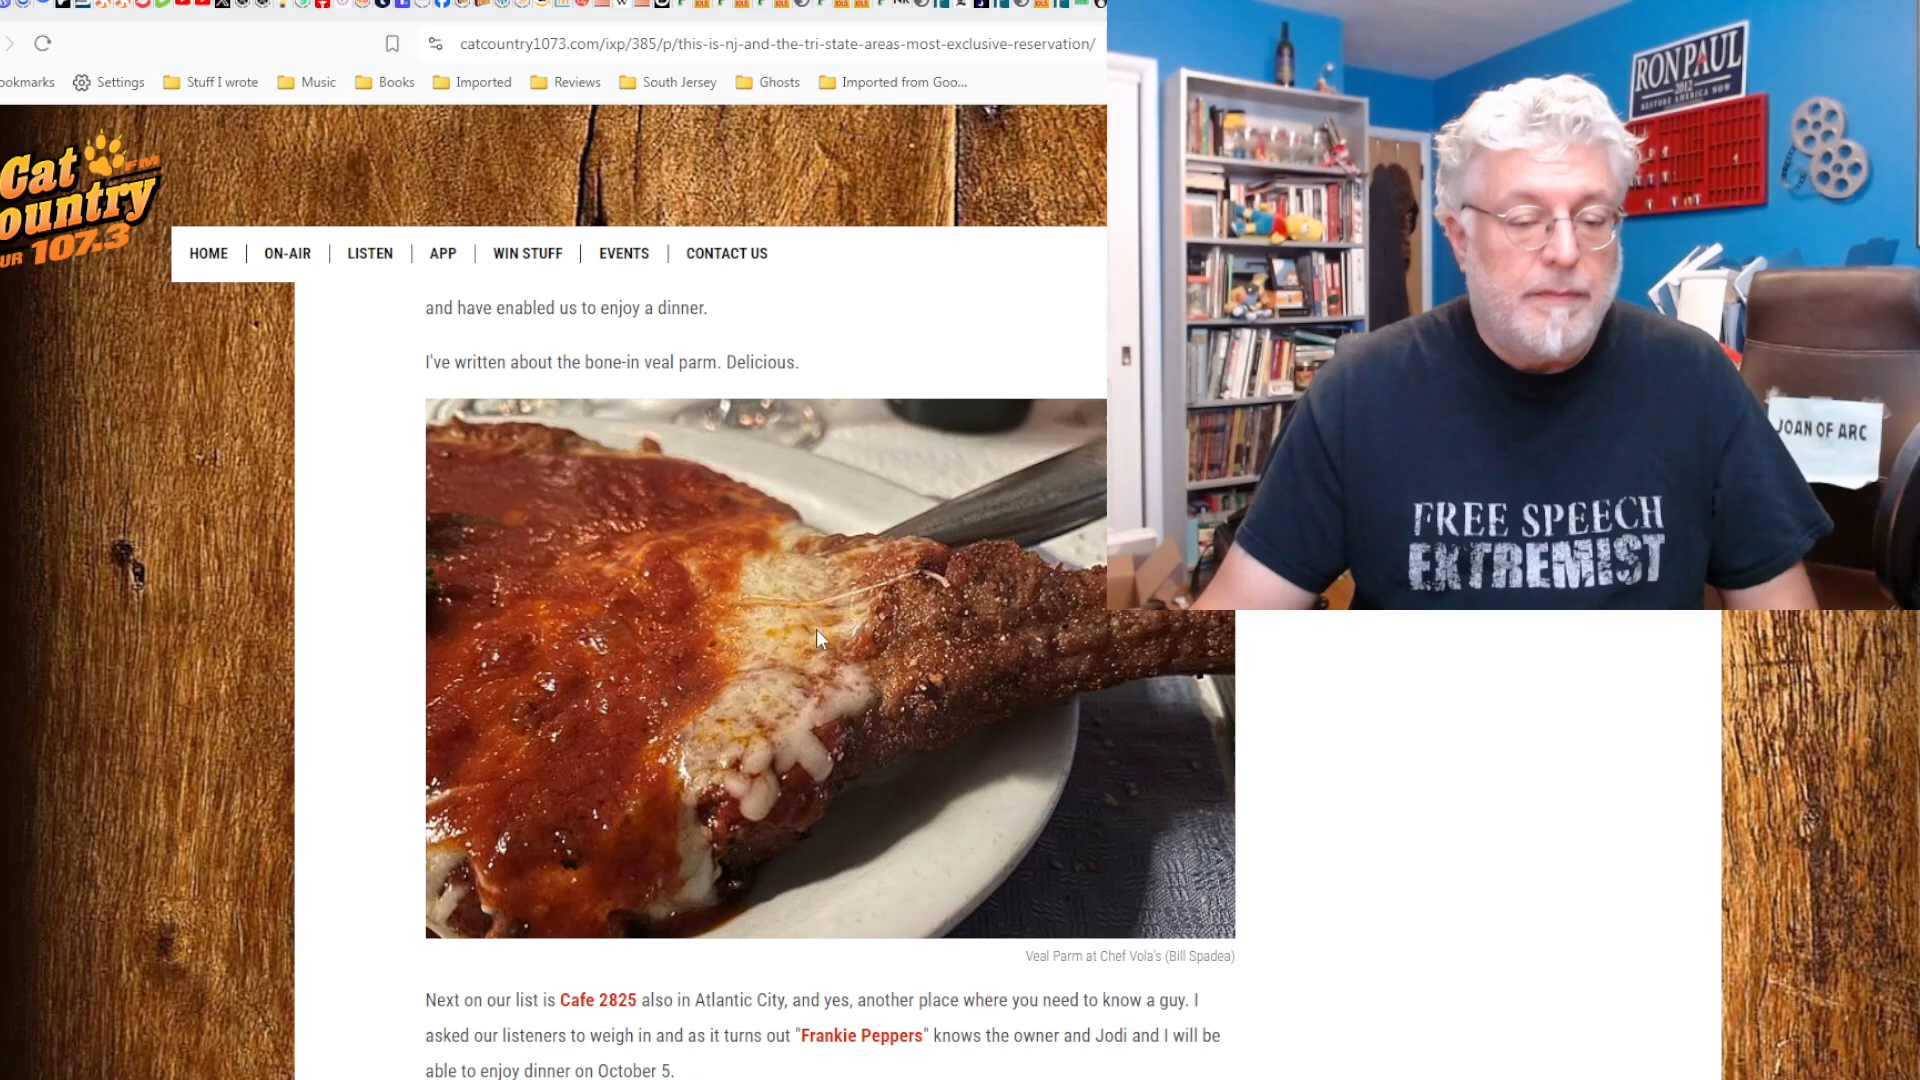 catcountry1073.com/ixp/385/p/this-is-nj-and-the-tri-state-areas-most-exclusive-reservation/
ookmarks Settings Stuff I wrote Music Books Imported Reviews South Jersey Ghosts Imported from Goo...
Cat
FM
ountry
UR 107.3
HOME ON-AIR LISTEN APP WIN STUFF EVENTS CONTACT US
and have enabled us to enjoy a dinner.
I've written about the bone-in veal parm. Delicious.
Veal Parm at Chef Vola's (Bill Spadea)
Next on our list is Cafe 2825 also in Atlantic City, and yes, another place where you need to know a guy. I
asked our listeners to weigh in and as it turns out "Frankie Peppers" knows the owner and Jodi and I will be
able to enjoy dinner on October 5.
RON PAUL
2012
RESTORE AMERICA NOW
JOAN OF ARC
FREE SPEECH
EXTREMIST